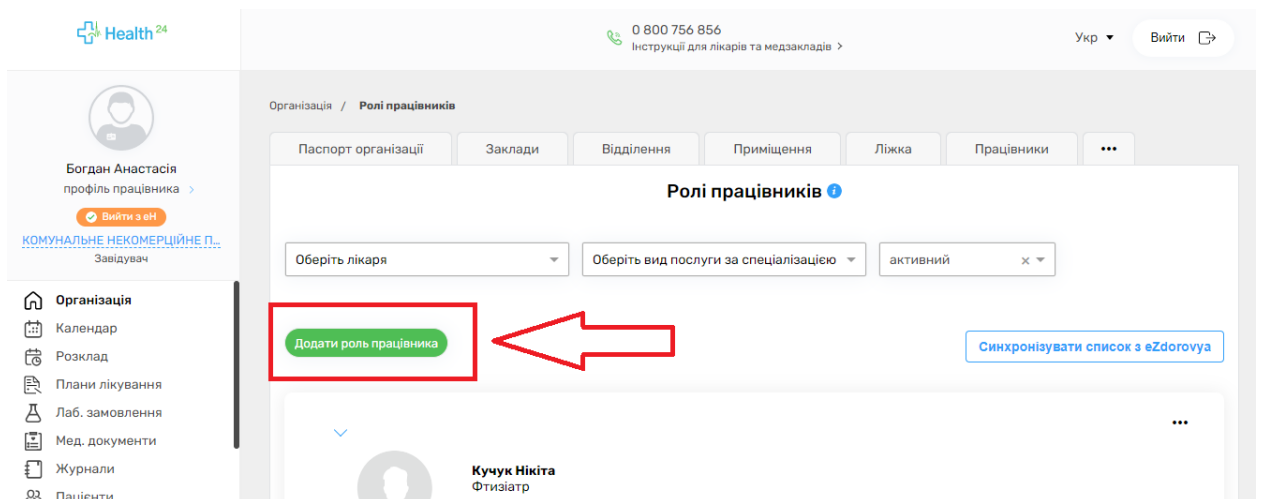 Health 24
0 800 756 856
Інструкції для лікарів та медзакладів >
Укр
Вийти
Богдан Анастасія
профіль працівника >
Вийти з еН
КОМУНАЛЬНЕ НЕКОМЕРЦІЙНЕ П...
Завідувач
Організація
Календар
Розклад
Плани лікування
Лаб. замовлення
Мед. документи
Журнали
Пацієнти
Організація / Ролі працівників
Паспорт організації
Заклади
Відділення
Приміщення
Ліжка
Працівники
•••
Ролі працівників
Оберіть лікаря
Оберіть вид послуги за спеціалізацією
активний
Додати роль працівника
Синхронізувати список з eZdorovya
•••
Кучук Нікіта
Фтизіатр